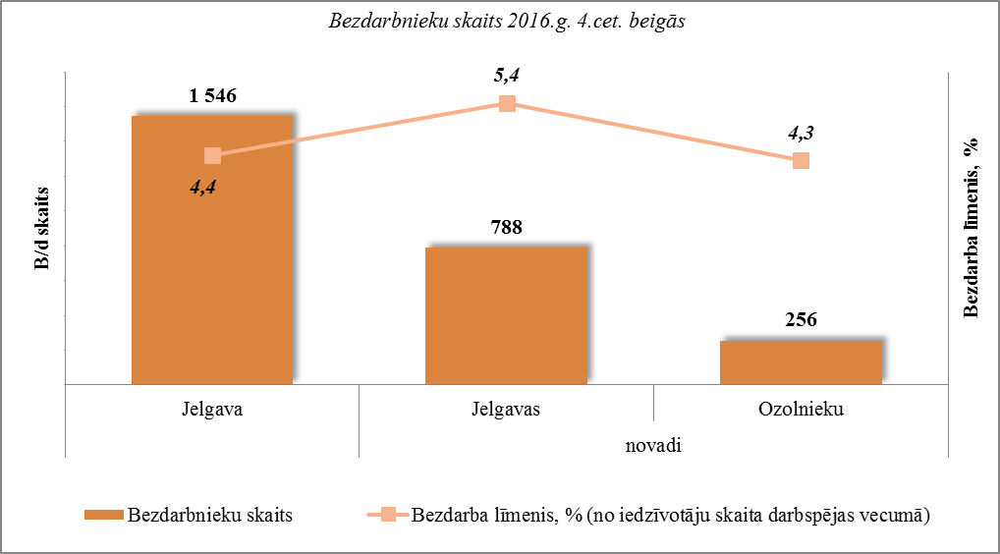 Bezdarbnieku skaits 2016.g. 4.cet. beigās
B/d skaits
1 546
4,4
5,4
788
4,3
256
Bezdarba līmenis, %
Jelgava
Jelgavas
Ozolnieku
novadi
Bezdarbnieku skaits
Bezdarba līmenis, % (no iedzīvotāju skaita darbspējas vecumā)